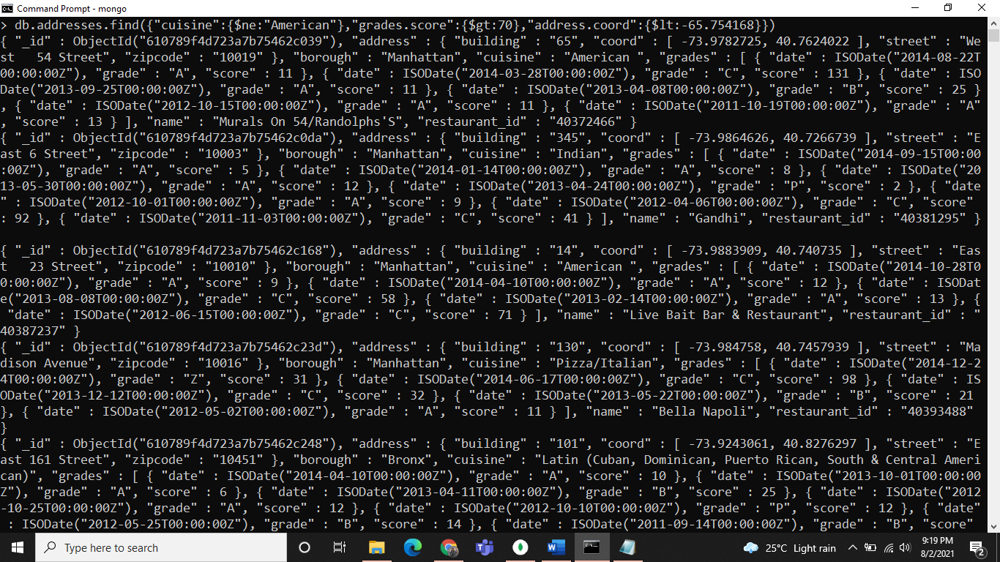 Command Prompt - mongo
> db.addresses.find({"cuisine":{$ne:"American"},"grades.score":{$gt:70},"address.coord":{$lt:-65.754168}})
{ "_id" : ObjectId("610789f4d723a7b75462c039"), "address" : { "building" : "65", "coord" : [ -73.9782725, 40.7624022 ], "street" : "We
st   54 Street", "zipcode" : "10019" }, "borough" : "Manhattan", "cuisine" : "American ", "grades" : [ { "date" : ISODate("2014-08-22T
00:00:00Z"), "grade" : "A", "score" : 11 }, { "date" : ISODate("2014-03-28T00:00:00Z"), "grade" : "C", "score" : 131 }, { "date" : ISO
Date("2013-09-25T00:00:00Z"), "grade" : "A", "score" : 11 }, { "date" : ISODate("2013-04-08T00:00:00Z"), "grade" : "B", "score" : 25 }
, { "date" : ISODate("2012-10-15T00:00:00Z"), "grade" : "A", "score" : 11 }, { "date" : ISODate("2011-10-19T00:00:00Z"), "grade" : "A"
, "score" : 13 } ], "name" : "Murals On 54/Randolphs'S", "restaurant_id" : "40372466" }
{ "_id" : ObjectId("610789f4d723a7b75462c0da"), "address" : { "building" : "345", "coord" : [ -73.9864626, 40.7266739 ], "street" : "E
ast 6 Street", "zipcode" : "10003" }, "borough" : "Manhattan", "cuisine" : "Indian", "grades" : [ { "date" : ISODate("2014-09-15T00:00
:00Z"), "grade" : "A", "score" : 5 }, { "date" : ISODate("2014-01-14T00:00:00Z"), "grade" : "A", "score" : 8 }, { "date" : ISODate("20
13-05-30T00:00:00Z"), "grade" : "A", "score" : 12 }, { "date" : ISODate("2013-04-24T00:00:00Z"), "grade" : "P", "score" : 2 }, { "date
" : ISODate("2012-10-01T00:00:00Z"), "grade" : "A", "score" : 9 }, { "date" : ISODate("2012-04-06T00:00:00Z"), "grade" : "C", "score"
: 92 }, { "date" : ISODate("2011-11-03T00:00:00Z"), "grade" : "C", "score" : 41 } ], "name" : "Gandhi", "restaurant_id" : "40381295" }
{ "_id" : ObjectId("610789f4d723a7b75462c168"), "address" : { "building" : "14", "coord" : [ -73.9883909, 40.740735 ], "street" : "Eas
t   23 Street", "zipcode" : "10010" }, "borough" : "Manhattan", "cuisine" : "American ", "grades" : [ { "date" : ISODate("2014-10-28T0
0:00:00Z"), "grade" : "A", "score" : 9 }, { "date" : ISODate("2014-04-10T00:00:00Z"), "grade" : "A", "score" : 12 }, { "date" : ISODat
e("2013-08-08T00:00:00Z"), "grade" : "C", "score" : 58 }, { "date" : ISODate("2013-02-14T00:00:00Z"), "grade" : "A", "score" : 13 }, {
"date" : ISODate("2012-06-15T00:00:00Z"), "grade" : "C", "score" : 71 } ], "name" : "Live Bait Bar & Restaurant", "restaurant_id" : "
40387237" }
{ "_id" : ObjectId("610789f4d723a7b75462c23d"), "address" : { "building" : "130", "coord" : [ -73.984758, 40.7457939 ], "street" : "Ma
dison Avenue", "zipcode" : "10016" }, "borough" : "Manhattan", "cuisine" : "Pizza/Italian", "grades" : [ { "date" : ISODate("2014-12-2
4T00:00:00Z"), "grade" : "Z", "score" : 31 }, { "date" : ISODate("2014-06-17T00:00:00Z"), "grade" : "C", "score" : 98 }, { "date" : IS
ODate("2013-12-12T00:00:00Z"), "grade" : "C", "score" : 32 }, { "date" : ISODate("2013-05-22T00:00:00Z"), "grade" : "B", "score" : 21
}, { "date" : ISODate("2012-05-02T00:00:00Z"), "grade" : "A", "score" : 11 } ], "name" : "Bella Napoli", "restaurant_id" : "40393488"
}
{ "_id" : ObjectId("610789f4d723a7b75462c248"), "address" : { "building" : "101", "coord" : [ -73.9243061, 40.8276297 ], "street" : "E
ast 161 Street", "zipcode" : "10451" }, "borough" : "Bronx", "cuisine" : "Latin (Cuban, Dominican, Puerto Rican, South & Central Ameri
can)", "grades" : [ { "date" : ISODate("2014-04-10T00:00:00Z"), "grade" : "A", "score" : 10 }, { "date" : ISODate("2013-10-01T00:00:00
Z"), "grade" : "A", "score" : 6 }, { "date" : ISODate("2013-04-11T00:00:00Z"), "grade" : "B", "score" : 25 }, { "date" : ISODate("2012
-10-25T00:00:00Z"), "grade" : "A", "score" : 12 }, { "date" : ISODate("2012-10-10T00:00:00Z"), "grade" : "P", "score" : 12 }, { "date"
: ISODate("2012-05-25T00:00:00Z"), "grade" : "B", "score" : 14 }, { "date" : ISODate("2011-09-14T00:00:00Z"), "grade" : "B", "score"
Type here to search
25°C Light rain
9:19 PM
8/2/2021
2